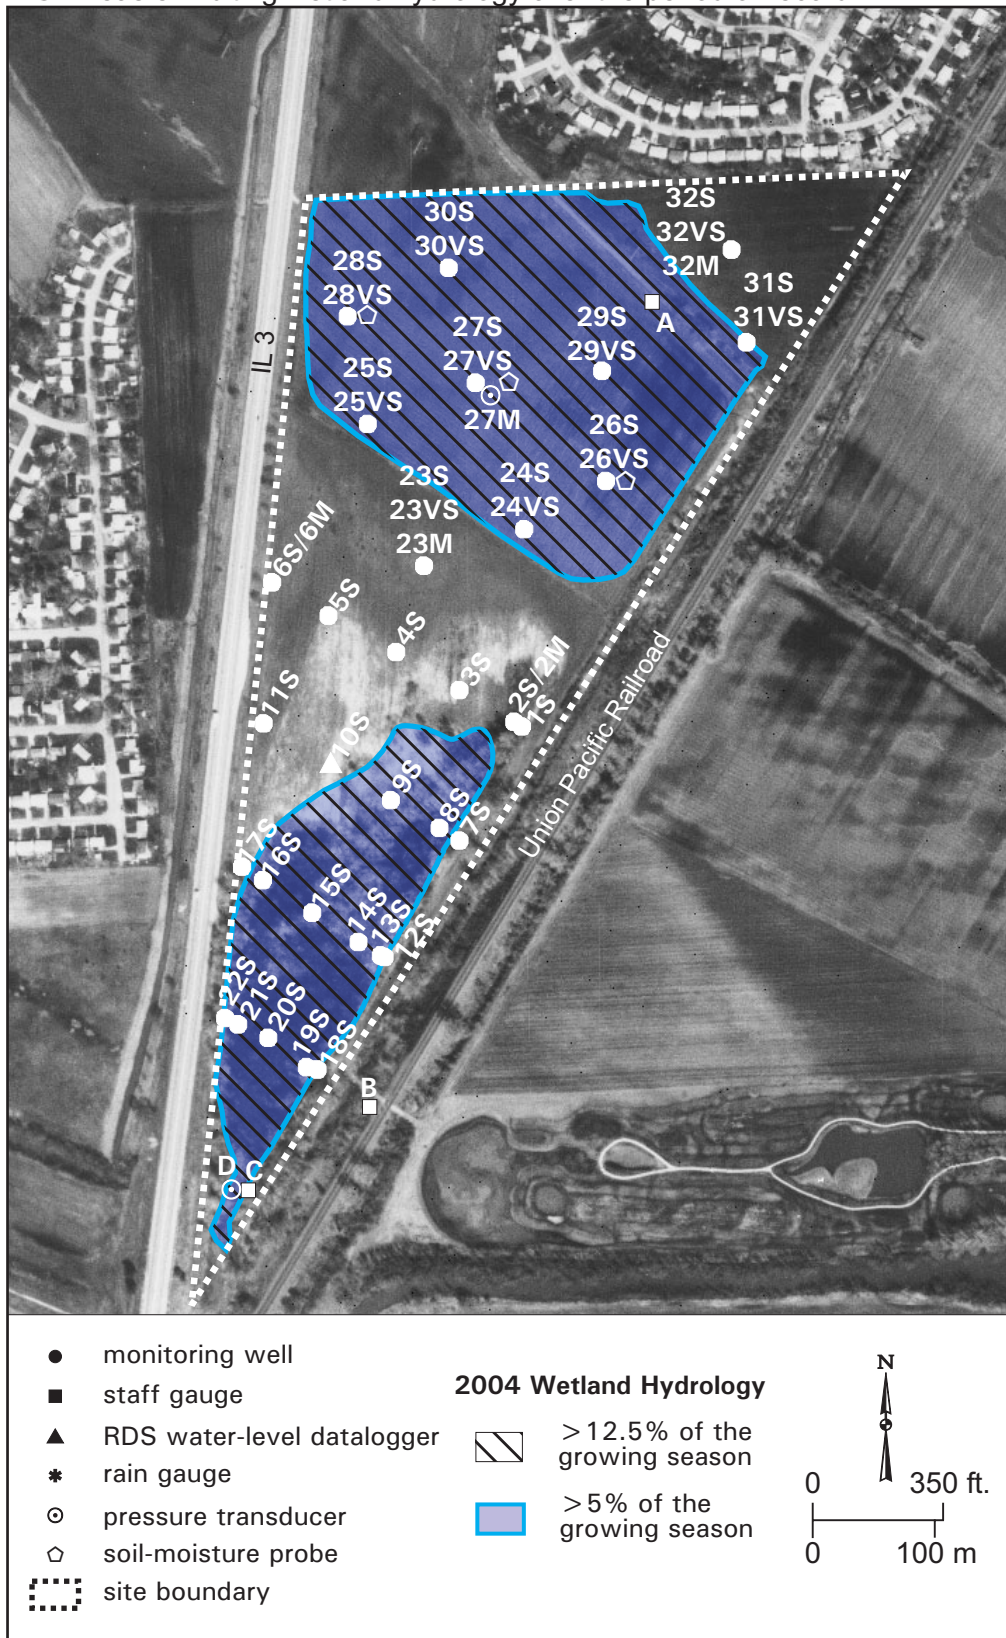 30S
30VS
32S
32VS
32M
28S
28VS
31S
31VS
A
27S
27VS
27M
29S
29VS
IL 3
25S
25VS
26S
26VS
23S
23VS
23M
24S
24VS
6S/6M
5S
4S
3S
2S/2M
1S
11S
10S
9S
8S
7S
Union Pacific Railroad
17S
16S
15S
14S
13S
12S
22S
21S
20S
19S
18S
B
D
C
monitoring well
staff gauge
RDS water-level datalogger
rain gauge
pressure transducer
soil-moisture probe
site boundary
2004 Wetland Hydrology
>12.5% of the
growing season
>5% of the
growing season
N
0 350 ft.
0 100 m